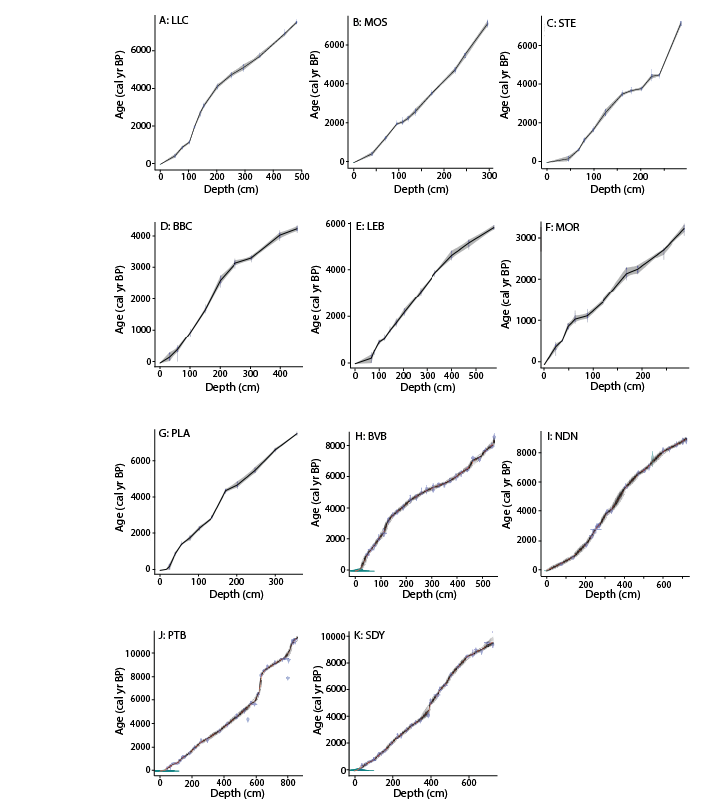 A: LLC
Age (cal yr BP)
6000
4000
2000
0
0 100 200 300 400 500
Depth (cm)
B: MOS
Age (cal yr BP)
6000
4000
2000
0
0 100 200 300
Depth (cm)
C: STE
Age (cal yr BP)
6000
4000
2000
0
0 100 200
Depth (cm)
D: BBC
Age (cal yr BP)
4000
3000
2000
1000
0
0 100 200 300 400
Depth (cm)
E: LEB
Age (cal yr BP)
6000
4000
2000
0
0 100 200 300 400 500
Depth (cm)
F: MOR
Age (cal yr BP)
3000
2000
1000
0
0 100 200
Depth (cm)
G: PLA
Age (cal yr BP)
6000
4000
2000
0
0 100 200 300
Depth (cm)
H: BVB
Age (cal yr BP)
8000
6000
4000
2000
0
0 100 200 300 400 500
Depth (cm)
I: NDN
Age (cal yr BP)
8000
6000
4000
2000
0
0 200 400 600
Depth (cm)
J: PTB
Age (cal yr BP)
10000
8000
6000
4000
2000
0
0 200 400 600 800
Depth (cm)
K: SDY
Age (cal yr BP)
10000
8000
6000
4000
2000
0
0 200 400 600
Depth (cm)